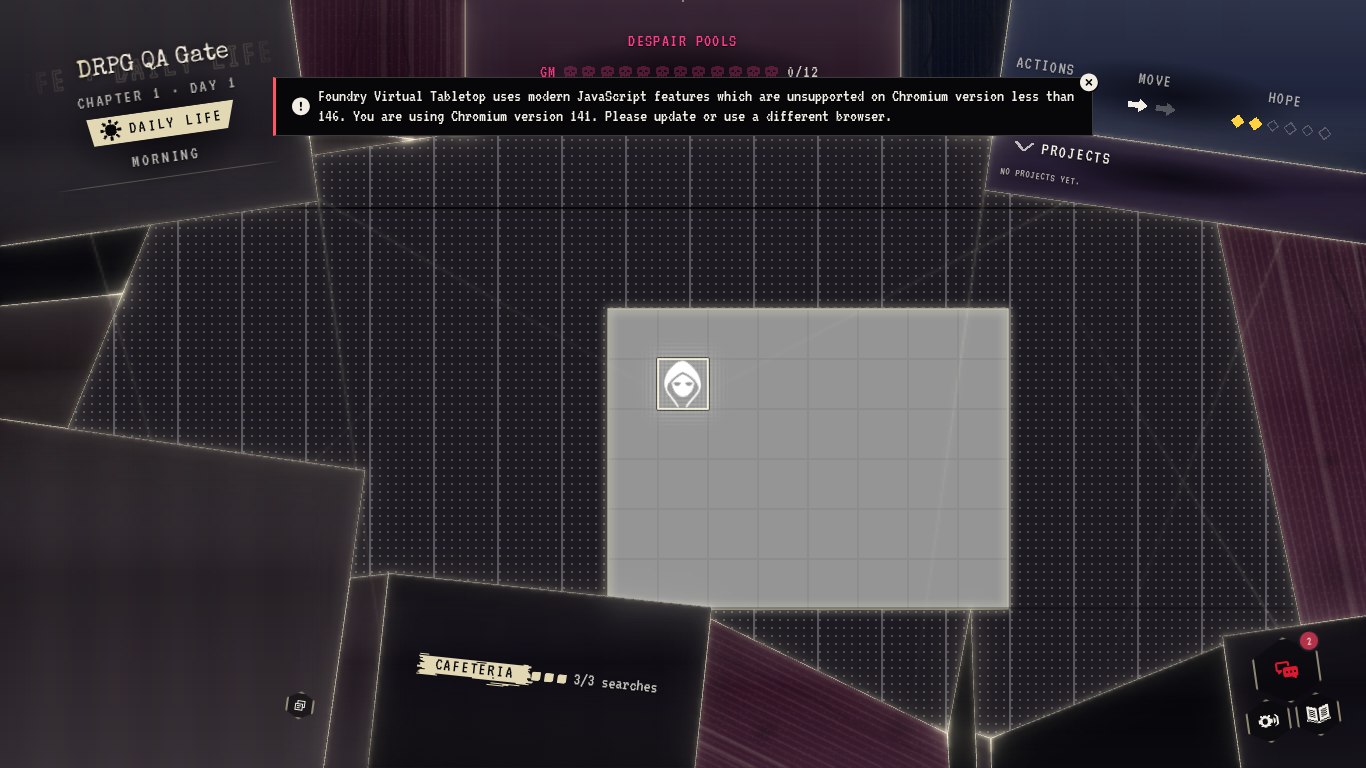 DRPG QA Gate
CHAPTER 1 · DAY 1
DAILY LIFE
MORNING
DESPAIR POOLS
GM 0/12
Foundry Virtual Tabletop uses modern JavaScript features which are unsupported on Chromium version less than
146. You are using Chromium version 141. Please update or use a different browser.
ACTIONS
MOVE
HOPE
PROJECTS
NO PROJECTS YET.
CAFETERIA 3/3 searches
2